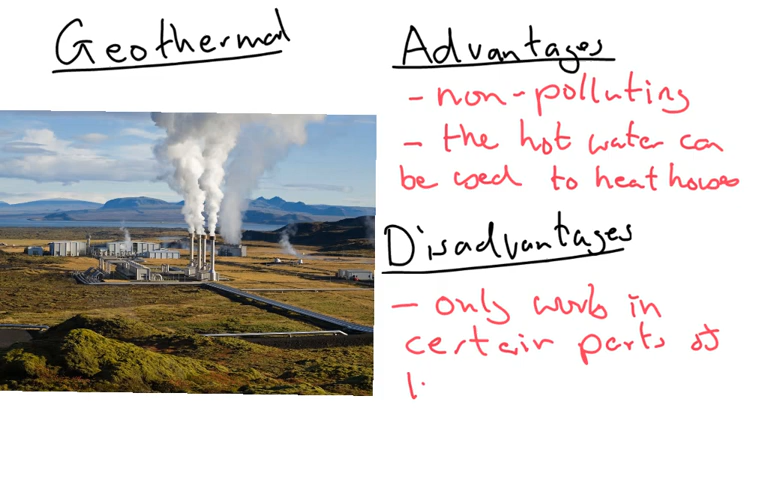 Geothermal
Advantages
- non-polluting
- the hot water can
be used to heat houses
Disadvantages
- only work in
certain parts of